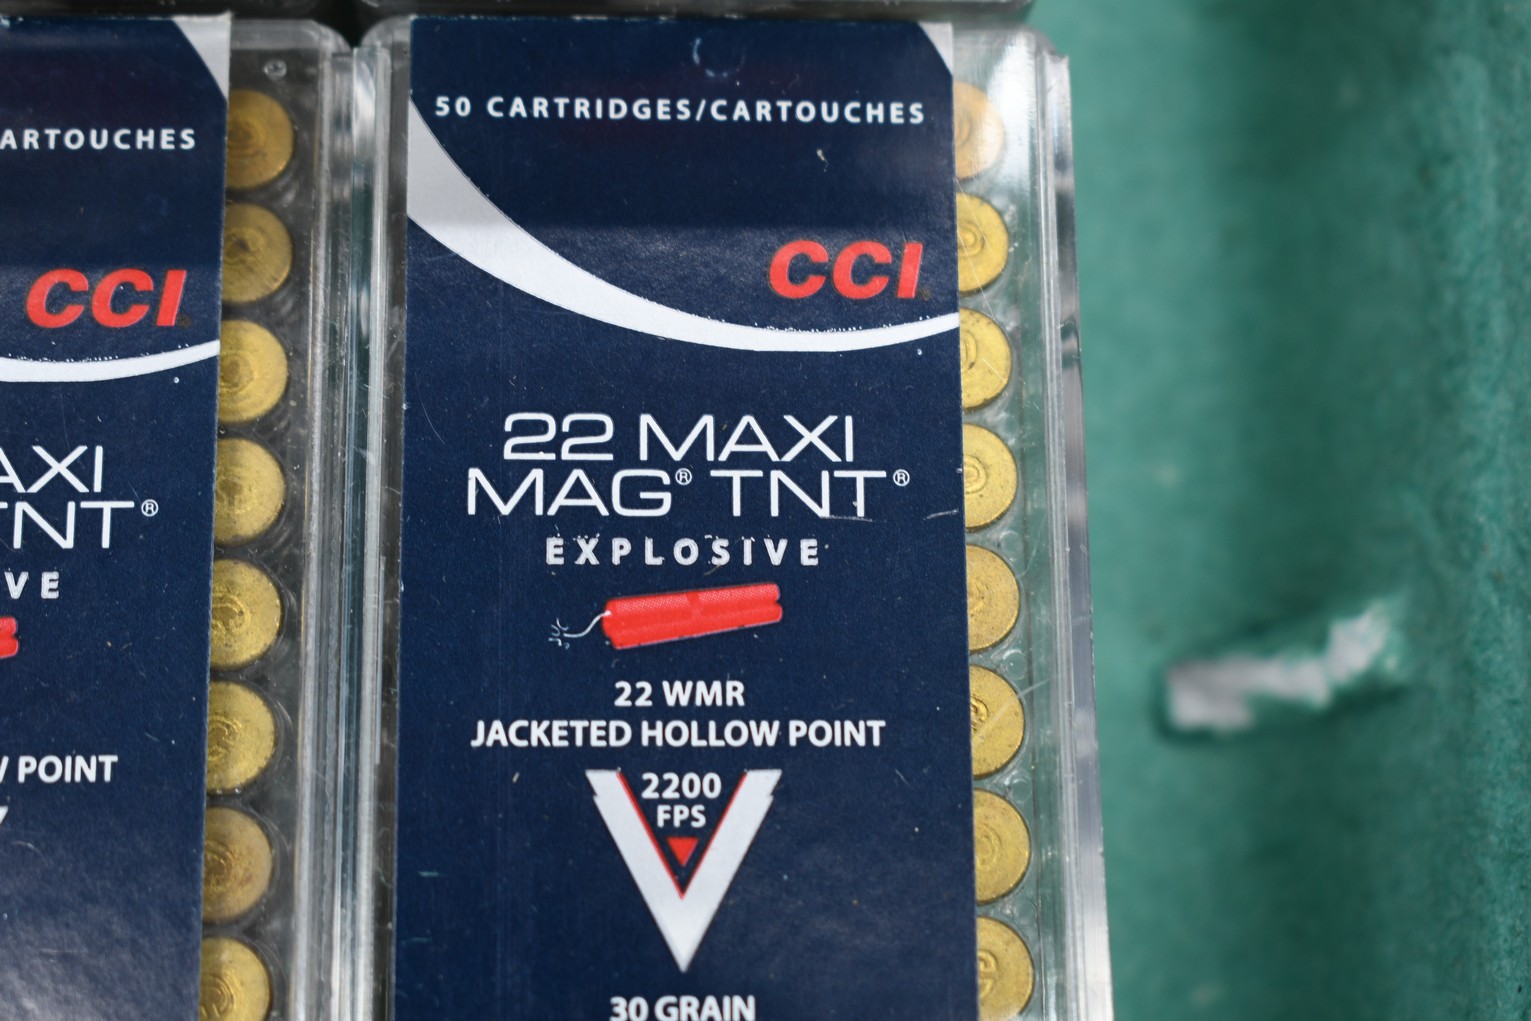 ARTOUCHES
CCI
AXI
TNT®
VE
POINT
50 CARTRIDGES/CARTOUCHES
CCI
22 MAXI
MAG® TNT®
EXPLOSIVE
22 WMR
JACKETED HOLLOW POINT
2200
FPS
30 GRAIN